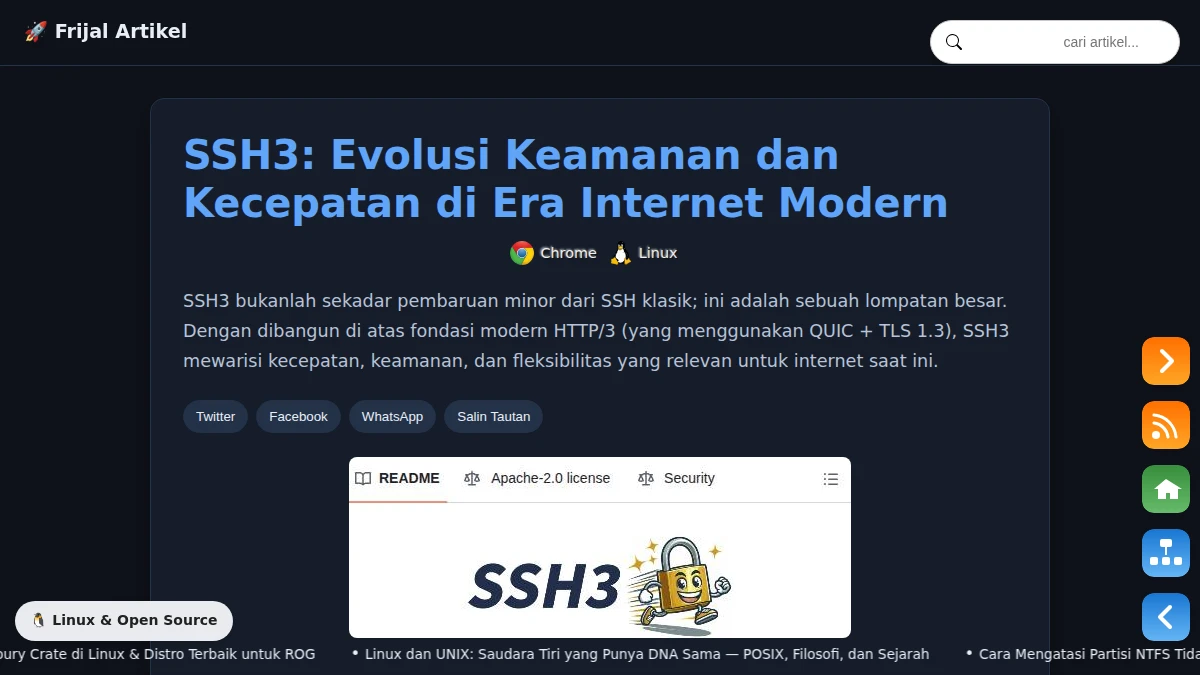 🚀 Frijal Artikel
cari artikel...
SSH3: Evolusi Keamanan dan
Kecepatan di Era Internet Modern
Chrome Linux
SSH3 bukanlah sekadar pembaruan minor dari SSH klasik; ini adalah sebuah lompatan besar.
Dengan dibangun di atas fondasi modern HTTP/3 (yang menggunakan QUIC + TLS 1.3), SSH3
mewarisi kecepatan, keamanan, dan fleksibilitas yang relevan untuk internet saat ini.
Twitter Facebook WhatsApp Salin Tautan
README Apache-2.0 license Security
SSH3
🐧 Linux & Open Source
Crate di Linux & Distro Terbaik untuk ROG • Linux dan UNIX: Saudara Tiri yang Punya DNA Sama — POSIX, Filosofi, dan Sejarah • Cara Mengatasi Partisi NTFS